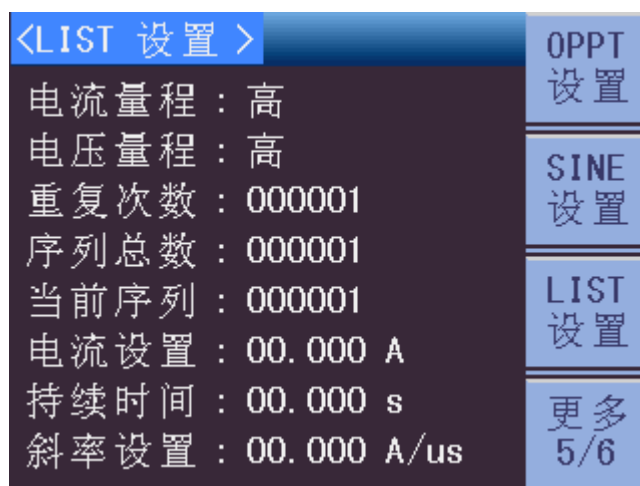 <LIST 设置 >
电流量程：高
电压量程：高
重复次数：000001
序列总数：000001
当前序列：000001
电流设置：00.000 A
持续时间：00.000 s
斜率设置：00.000 A/us
OPPT
设置
SINE
设置
LIST
设置
更多
5/6